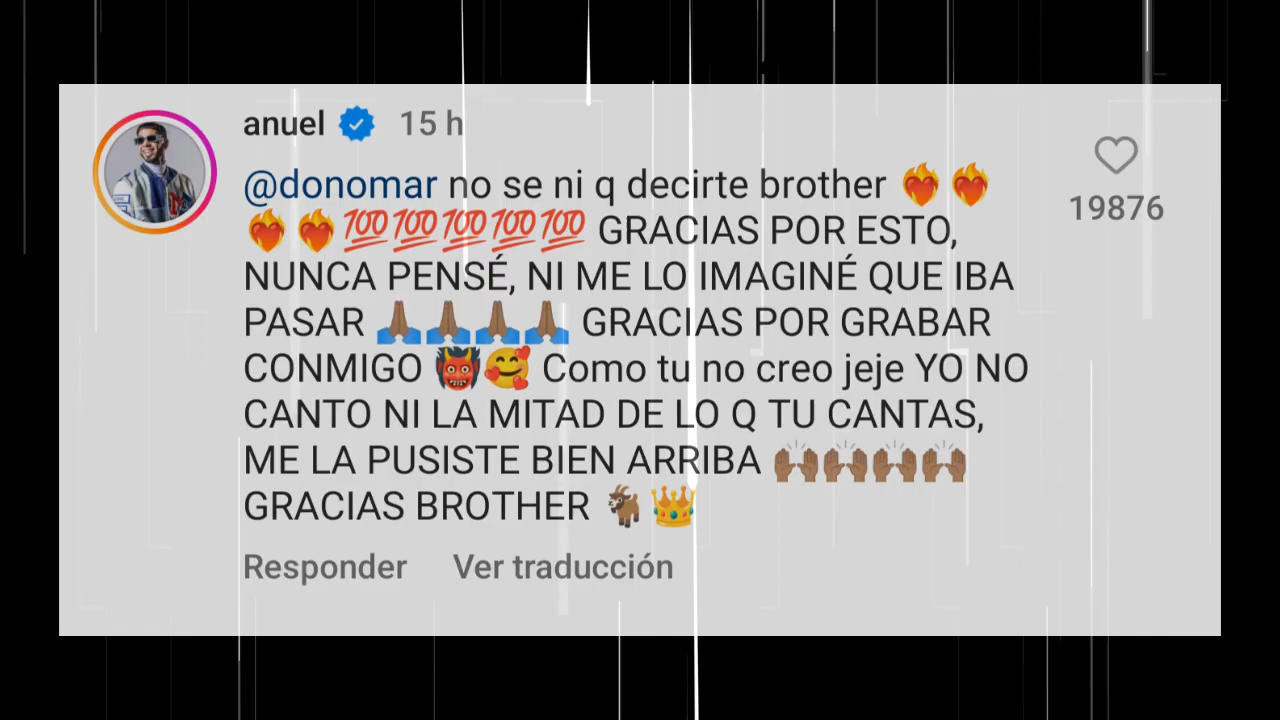 anuel 15 h
@donomar no se ni q decirte brother ❤️‍🔥❤️‍🔥
❤️‍🔥❤️‍🔥💯💯💯💯💯 GRACIAS POR ESTO,
19876
NUNCA PENSÉ, NI ME LO IMAGINÉ QUE IBA
PASAR 🙏🏾🙏🏾🙏🏾🙏🏾 GRACIAS POR GRABAR
CONMIGO 👹🥰 Como tu no creo jeje YO NO
CANTO NI LA MITAD DE LO Q TU CANTAS,
ME LA PUSISTE BIEN ARRIBA 🙌🏾🙌🏾🙌🏾🙌🏾
GRACIAS BROTHER 🐐👑
Responder Ver traducción